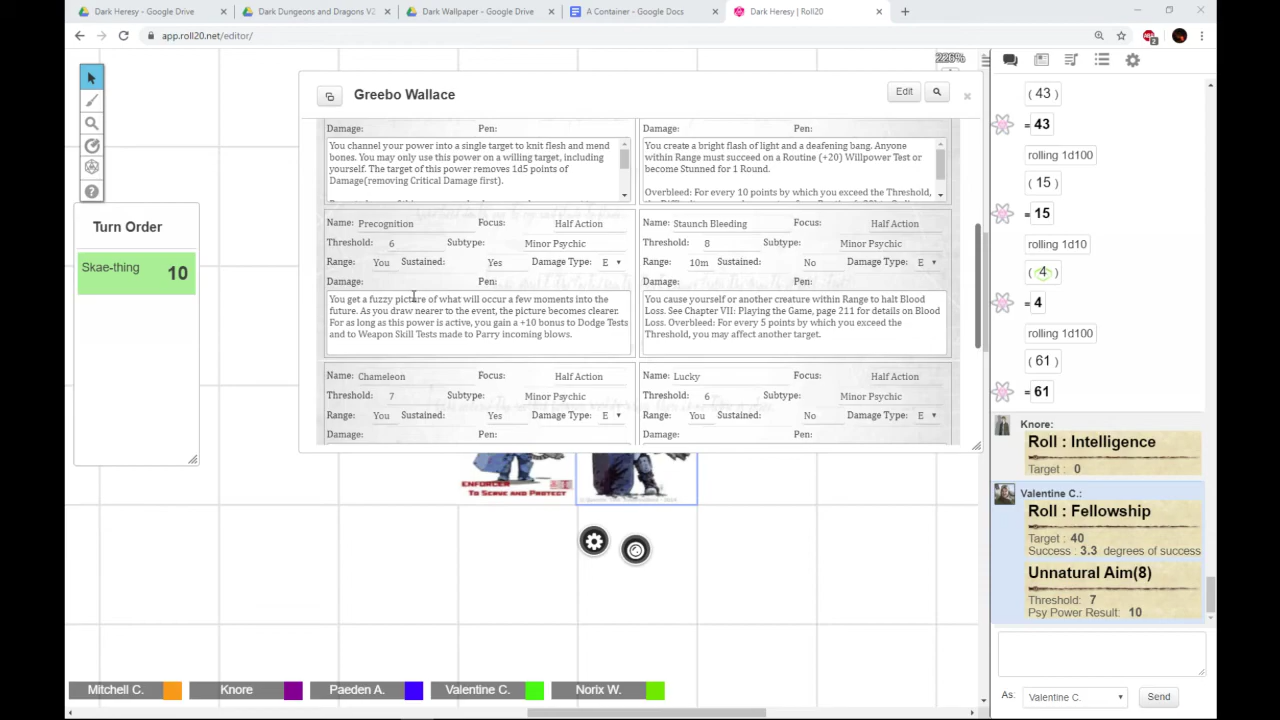 Dark Heresy - Google Drive
Dark Dungeons and Dragons V2
Dark Wallpaper - Google Drive
A Container - Google Docs
Dark Heresy | Roll20
app.roll20.net/editor/
2
226%
Turn Order
Skae-thing 10
Greebo Wallace
Edit
Damage: Pen:
You channel your power into a single target to knit flesh and mend
bones. You may only use this power on a willing target, including
yourself. The target of this power removes 1d5 points of
Damage(removing Critical Damage first).
Damage: Pen:
You create a bright flash of light and a deafening bang. Anyone
within Range must succeed on a Routine (+20) Willpower Test or
become Stunned for 1 Round.
Overbleed: For every 10 points by which you exceed the Threshold,
Name: Precognition Focus: Half Action
Threshold: 6 Subtype: Minor Psychic
Range: You Sustained: Yes Damage Type: E
Damage: Pen:
You get a fuzzy picture of what will occur a few moments into the
future. As you draw nearer to the event, the picture becomes clearer.
For as long as this power is active, you gain a +10 bonus to Dodge Tests
and to Weapon Skill Tests made to Parry incoming blows.
Name: Staunch Bleeding Focus: Half Action
Threshold: 8 Subtype: Minor Psychic
Range: 10m Sustained: No Damage Type: E
Damage: Pen:
You cause yourself or another creature within Range to halt Blood
Loss. See Chapter VII: Playing the Game, page 211 for details on Blood
Loss. Overbleed: For every 5 points by which you exceed the
Threshold, you may affect another target.
Name: Chameleon Focus: Half Action
Threshold: 7 Subtype: Minor Psychic
Range: You Sustained: Yes Damage Type: E
Damage: Pen:
Name: Lucky Focus: Half Action
Threshold: 6 Subtype: Minor Psychic
Range: You Sustained: No Damage Type: E
Damage: Pen:
ENFORCER
TO SERVE AND PROTECT
Mitchell C.
Knore
Paeden A.
Valentine C.
Norix W.
( 43 )
= 43
rolling 1d100
( 15 )
= 15
rolling 1d10
( 4 )
= 4
rolling 1d100
( 61 )
= 61
Knore:
Roll : Intelligence
Target : 0
Valentine C.:
Roll : Fellowship
Target : 40
Success : 3.3 degrees of success
Unnatural Aim(8)
Threshold: 7
Psy Power Result: 10
As: Valentine C. Send